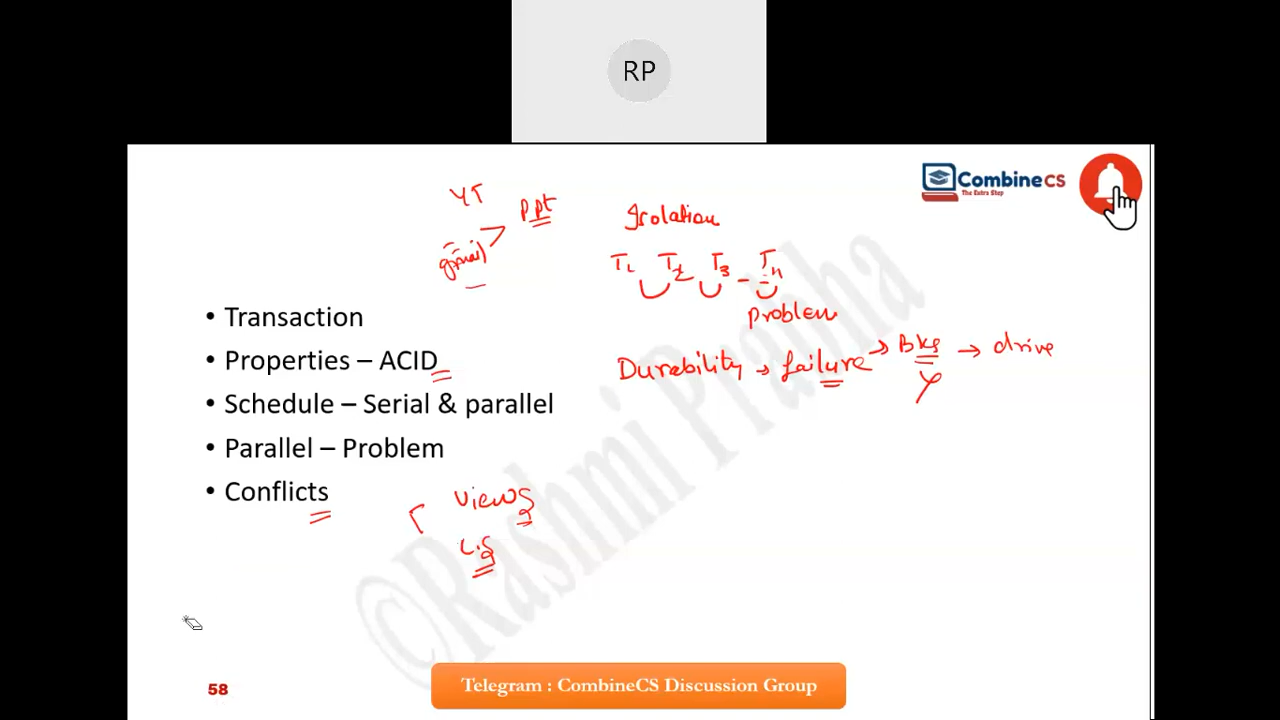 RP
CombineCS
The Extra Step
YT
gmail > ppt
Isolation
T1 T2 T3 - Tn
problem
• Transaction
• Properties – ACID
• Schedule – Serial & parallel
• Parallel – Problem
• Conflicts
Durability → failure → Bkp → drive
Views
C.S
©Rashmi Prabha
58
Telegram : CombineCS Discussion Group